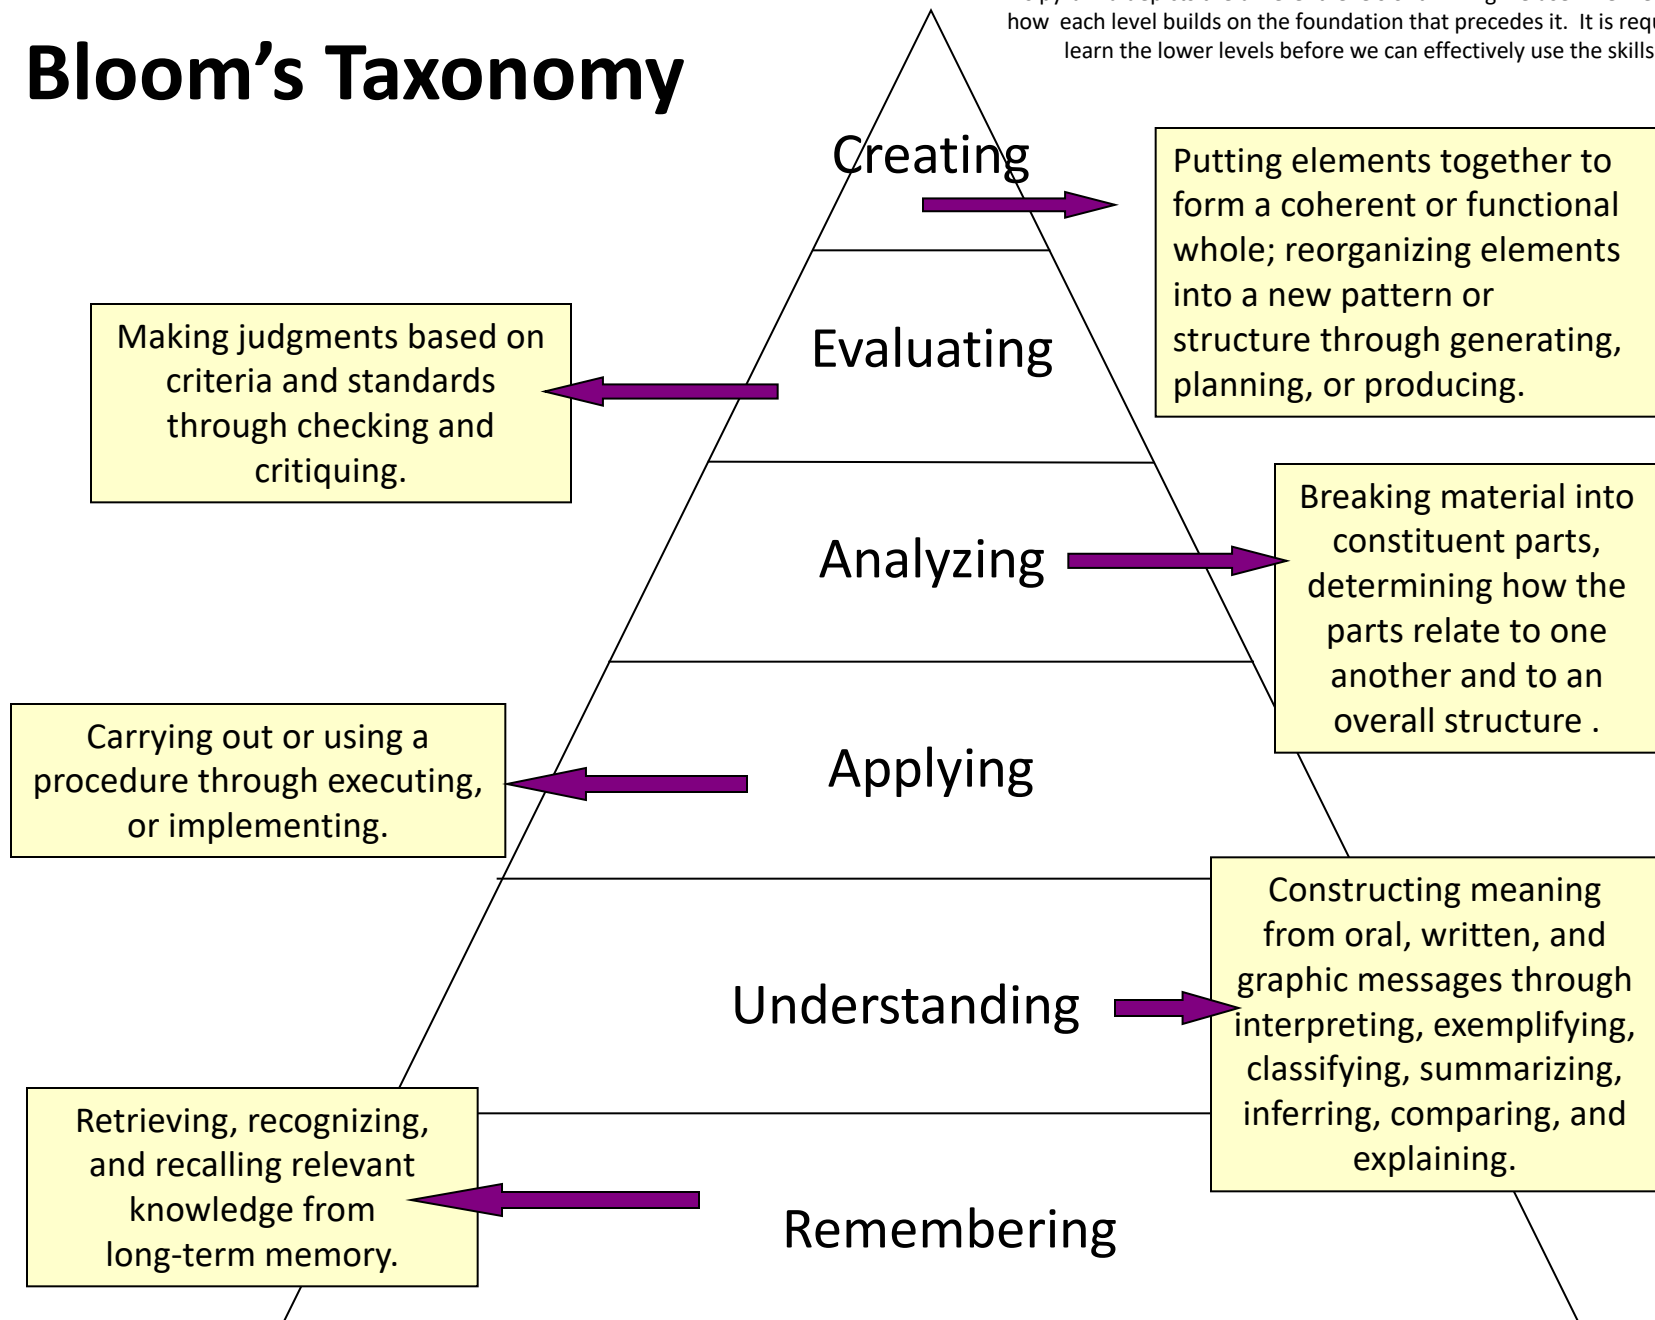 how each level builds on the foundation that precedes it. It is
learn the lower levels before we can effectively use the skills
Bloom’s Taxonomy
Creating
Putting elements together to
form a coherent or functional
whole; reorganizing elements
into a new pattern or
structure through generating,
planning, or producing.
Evaluating
Making judgments based on
criteria and standards
through checking and
critiquing.
Analyzing
Breaking material into
constituent parts,
determining how the
parts relate to one
another and to an
overall structure .
Applying
Carrying out or using a
procedure through executing,
or implementing.
Understanding
Constructing meaning
from oral, written, and
graphic messages through
interpreting, exemplifying,
classifying, summarizing,
inferring, comparing, and
explaining.
Remembering
Retrieving, recognizing,
and recalling relevant
knowledge from
long-term memory.